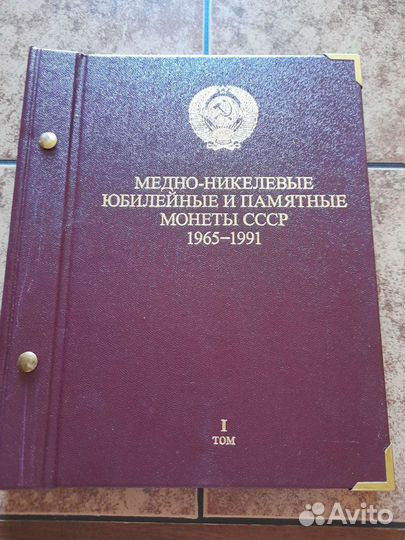 МЕДНО-НИКЕЛЕВЫЕ
ЮБИЛЕЙНЫЕ И ПАМЯТНЫЕ
МОНЕТЫ СССР
1965–1991
I
ТОМ
Avito